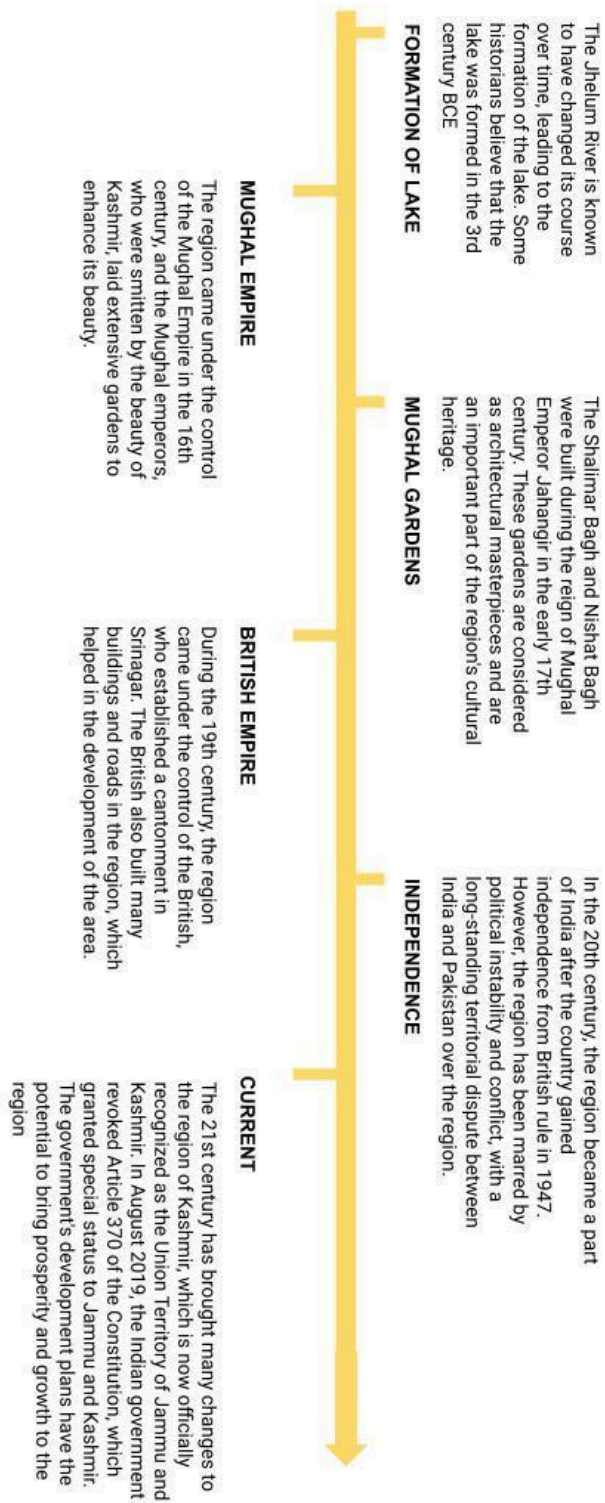 The Jhelum River is known
to have changed its course
over time, leading to the
formation of the lake. Some
historians believe that the
lake was formed in the 3rd
century BCE
FORMATION OF LAKE
MUGHAL EMPIRE
The region came under the control
of the Mughal Empire in the 16th
century, and the Mughal emperors,
who were smitten by the beauty of
Kashmir, laid extensive gardens to
enhance its beauty.
The Shalimar Bagh and Nishat Bagh
were built during the reign of Mughal
Emperor Jahangir in the early 17th
century. These gardens are considered
as architectural masterpieces and are
an important part of the region's cultural
heritage.
MUGHAL GARDENS
BRITISH EMPIRE
During the 19th century, the region
came under the control of the British,
who established a cantonment in
Srinagar. The British also built many
buildings and roads in the region, which
helped in the development of the area.
In the 20th century, the region became a part
of India after the country gained
independence from British rule in 1947.
However, the region has been marred by
political instability and conflict, with a
long-standing territorial dispute between
India and Pakistan over the region.
INDEPENDENCE
CURRENT
The 21st century has brought many changes to
the region of Kashmir, which is now officially
recognized as the Union Territory of Jammu and
Kashmir. In August 2019, the Indian government
revoked Article 370 of the Constitution, which
granted special status to Jammu and Kashmir.
The government's development plans have the
potential to bring prosperity and growth to the
region